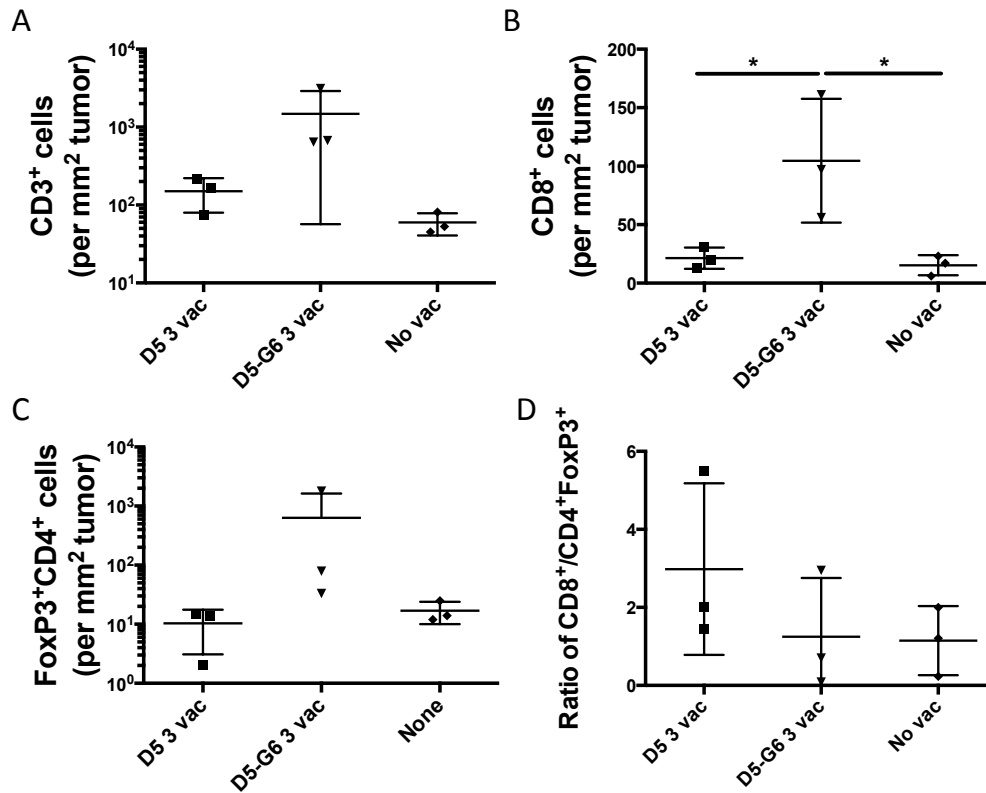 A
CD3⁺ cells
(per mm² tumor)
10⁴
10³
10²
10¹
D5 3 vac
D5-G6 3 vac
No vac
B
CD8⁺ cells
(per mm² tumor)
200
150
100
50
0
*
*
D5 3 vac
D5-G6 3 vac
No vac
C
FoxP3⁺CD4⁺ cells
(per mm² tumor)
10⁴
10³
10²
10¹
10⁰
D5 3 vac
D5-G6 3 vac
None
D
Ratio of CD8⁺/CD4⁺FoxP3⁺
6
4
2
0
D5 3 vac
D5-G6 3 vac
No vac